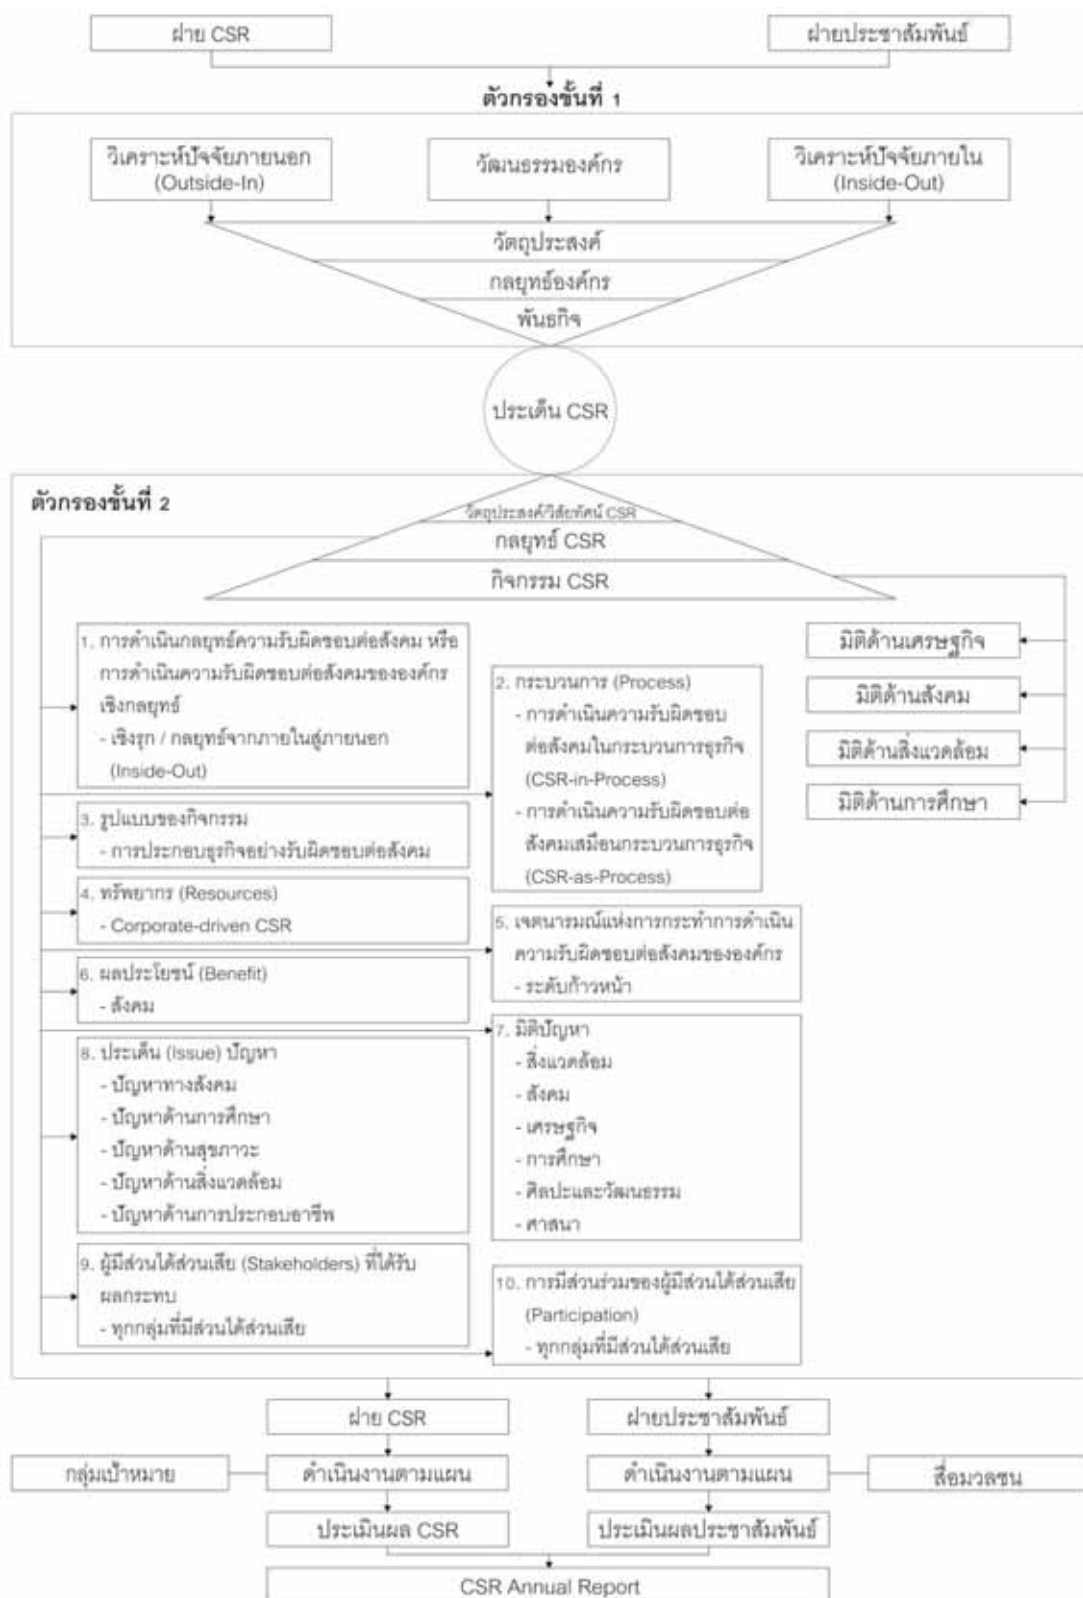 ฝ่าย CSR
ฝ่ายประชาสัมพันธ์
ตัวกรองขั้นที่ 1
วิเคราะห์ปัจจัยภายนอก
(Outside-In)
วัฒนธรรมองค์กร
วิเคราะห์ปัจจัยภายใน
(Inside-Out)
วัตถุประสงค์
กลยุทธ์องค์กร
พันธกิจ
ประเด็น CSR
ตัวกรองขั้นที่ 2
วัตถุประสงค์/วิสัยทัศน์ CSR
กลยุทธ์ CSR
กิจกรรม CSR
1. การดำเนินกลยุทธ์ความรับผิดชอบต่อสังคม หรือ
การดำเนินความรับผิดชอบต่อสังคมขององค์กร
เชิงกลยุทธ์
- เชิงรุก / กลยุทธ์จากภายในสู่ภายนอก
(Inside-Out)
2. กระบวนการ (Process)
- การดำเนินความรับผิดชอบ
ต่อสังคมในกระบวนการธุรกิจ
(CSR-in-Process)
- การดำเนินความรับผิดชอบต่อ
สังคมเสมือนกระบวนการธุรกิจ
(CSR-as-Process)
มิติด้านเศรษฐกิจ
มิติด้านสังคม
มิติด้านสิ่งแวดล้อม
มิติด้านการศึกษา
3. รูปแบบของกิจกรรม
- การประกอบธุรกิจอย่างรับผิดชอบต่อสังคม
4. ทรัพยากร (Resources)
- Corporate-driven CSR
5. เจตนารมณ์แห่งการกระทำการดำเนิน
ความรับผิดชอบต่อสังคมขององค์กร
- ระดับก้าวหน้า
6. ผลประโยชน์ (Benefit)
- สังคม
7. มิติปัญหา
- สิ่งแวดล้อม
- สังคม
- เศรษฐกิจ
- การศึกษา
- ศิลปะและวัฒนธรรม
- ศาสนา
8. ประเด็น (Issue) ปัญหา
- ปัญหาทางสังคม
- ปัญหาด้านการศึกษา
- ปัญหาด้านสุขภาวะ
- ปัญหาด้านสิ่งแวดล้อม
- ปัญหาด้านการประกอบอาชีพ
9. ผู้มีส่วนได้ส่วนเสีย (Stakeholders) ที่ได้รับ
ผลกระทบ
- ทุกกลุ่มที่มีส่วนได้ส่วนเสีย
10. การมีส่วนร่วมของผู้มีส่วนได้ส่วนเสีย
(Participation)
- ทุกกลุ่มที่มีส่วนได้ส่วนเสีย
ฝ่าย CSR
ฝ่ายประชาสัมพันธ์
กลุ่มเป้าหมาย
ดำเนินงานตามแผน
ดำเนินงานตามแผน
สื่อมวลชน
ประเมินผล CSR
ประเมินผลประชาสัมพันธ์
CSR Annual Report